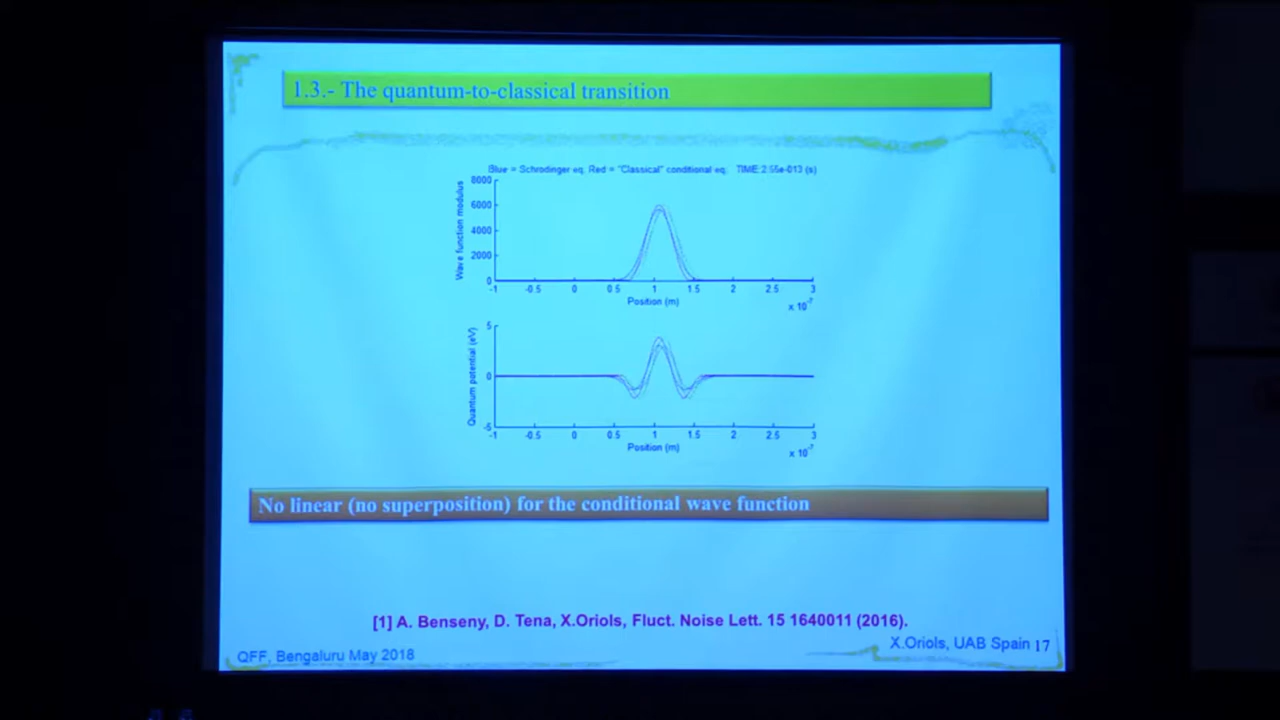 1.3.- The quantum-to-classical transition
Blue = Schrodinger eq. Red = "Classical" conditional eq. TIME:2.55e-013 (s)
Wave function modulus
8000
6000
4000
2000
0
-1 -0.5 0 0.5 1 1.5 2 2.5 3
Position (m)
x 10-7
Quantum potential (eV)
5
0
-5
-1 -0.5 0 0.5 1 1.5 2 2.5 3
Position (m)
x 10-7
No linear (no superposition) for the conditional wave function
[1] A. Benseny, D. Tena, X.Oriols, Fluct. Noise Lett. 15 1640011 (2016).
QFF, Bengaluru May 2018
X.Oriols, UAB Spain 17